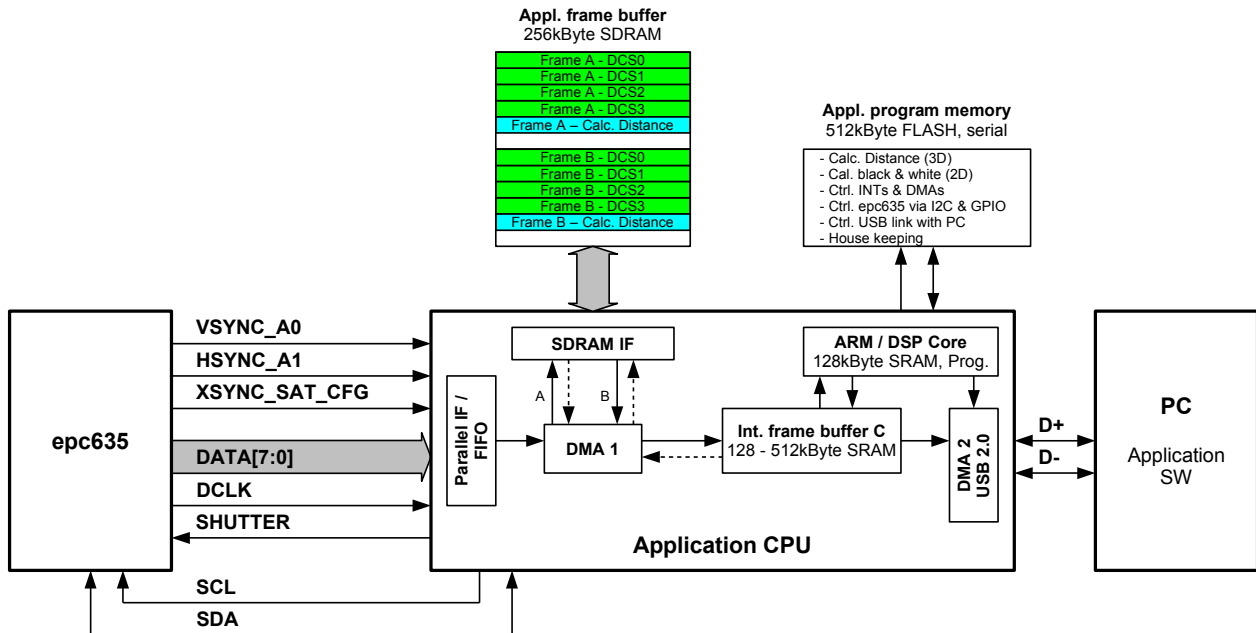 Appl. frame buffer
256kByte SDRAM
Frame A - DCS0
Frame A - DCS1
Frame A - DCS2
Frame A - DCS3
Frame A – Calc. Distance
Frame B - DCS0
Frame B - DCS1
Frame B - DCS2
Frame B - DCS3
Frame B – Calc. Distance
Appl. program memory
512kByte FLASH, serial
- Calc. Distance (3D)
- Cal. black & white (2D)
- Ctrl. INTs & DMAs
- Ctrl. epc635 via I2C & GPIO
- Ctrl. USB link with PC
- House keeping
epc635
VSYNC_A0
HSYNC_A1
XSYNC_SAT_CFG
DATA[7:0]
DCLK
SHUTTER
SCL
SDA
Parallel IF /
FIFO
SDRAM IF
A
B
DMA 1
ARM / DSP Core
128kByte SRAM, Prog.
Int. frame buffer C
128 - 512kByte SRAM
DMA 2
USB 2.0
Application CPU
D+
D-
PC
Application
SW